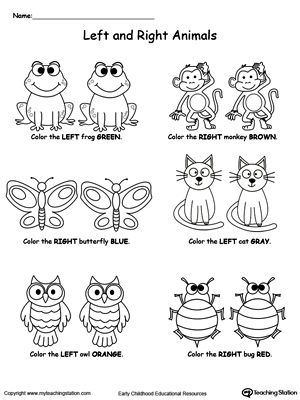 Name:
Left and Right Animals
Color the LEFT frog GREEN.
Color the RIGHT monkey BROWN.
Color the RIGHT butterfly BLUE.
Color the LEFT cat GRAY.
Color the LEFT owl ORANGE.
Color the RIGHT bug RED.
Copyright © www.myteachingstation.com
Early Childhood Educational Resources
TeachingStation